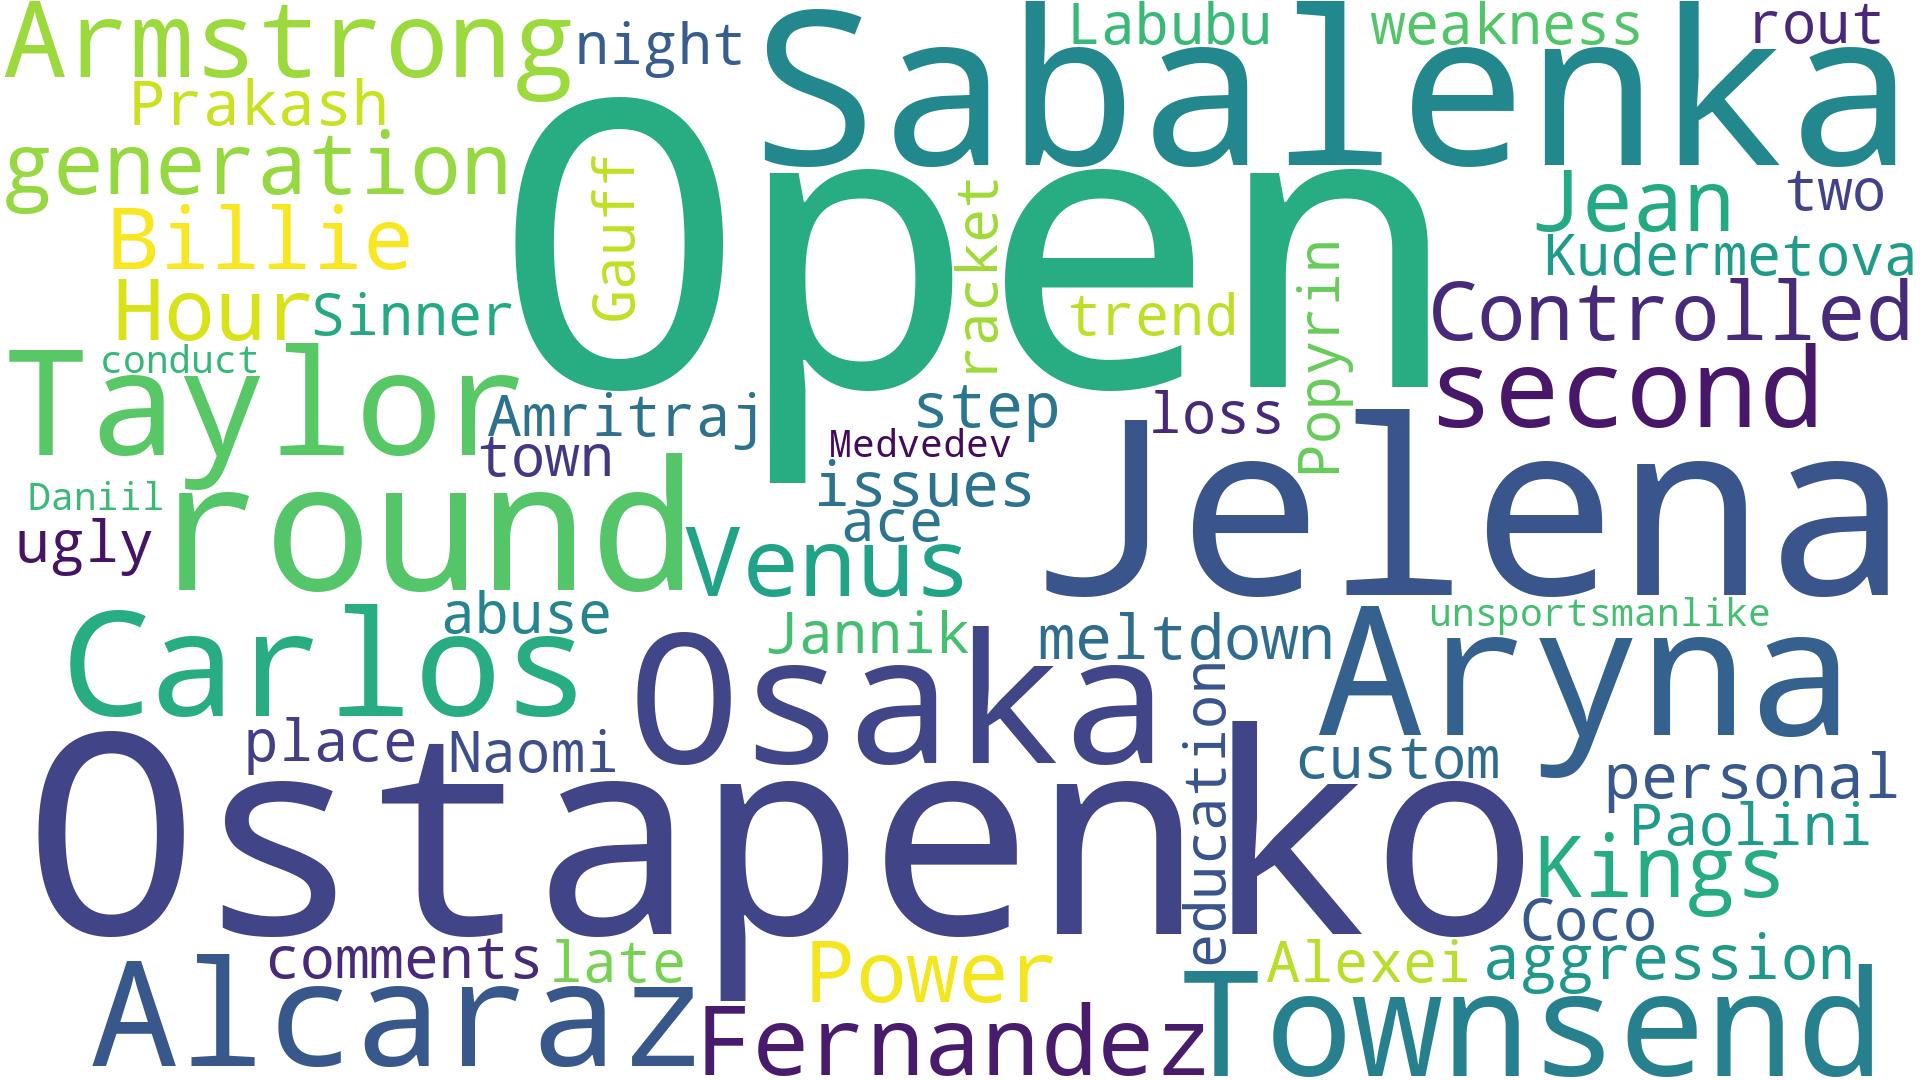 Armstrong
night
Sabalenka
Labubu
weakness
rout
Prakash
Open
generation
Gauff
racket
Jean
two
Billie
Kudermetova
Hour
Sinner
trend
Popyrin
Controlled
Taylor
conduct
second
Amritraj
step
loss
town
Medvedev
Jelena
Daniil
round
issues
ace
ugly
Venus
abuse
Carlos
Jannik
meltdown
unsportsmanlike
Osaka
Aryna
place
Naomi
education
custom
personal
Ostapenko
Paolini
Kings
Coco
comments
late
Power
Alexei
aggression
Alcaraz
Fernandez
Townsend